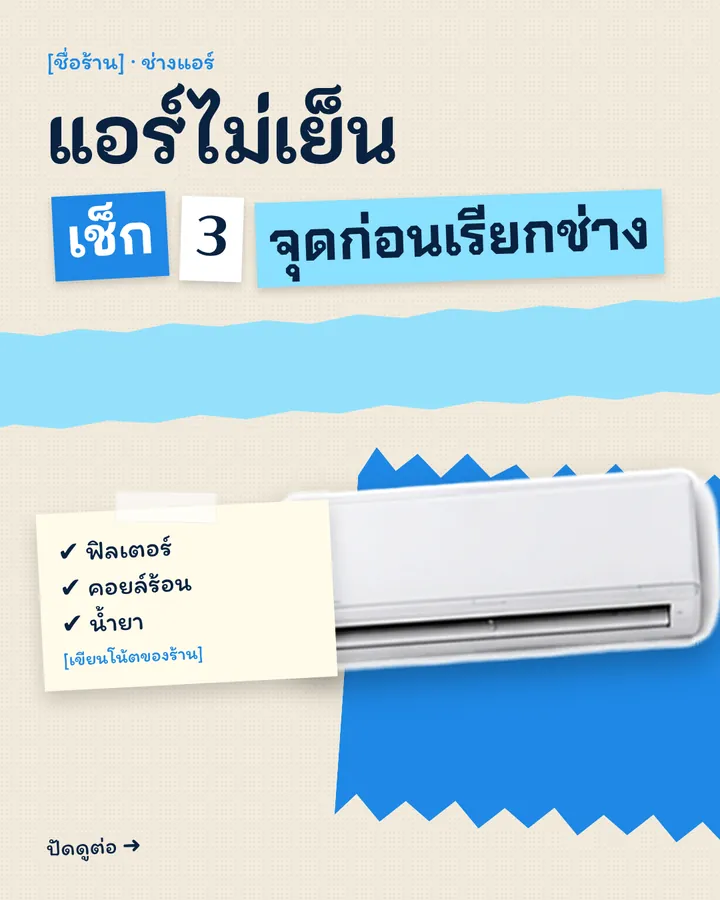 [ชื่อร้าน] · ช่างแอร์
แอร์ไม่เย็น
เช็ก 3 จุดก่อนเรียกช่าง
✔ ฟิลเตอร์
✔ คอยล์ร้อน
✔ น้ำยา
[เขียนโน้ตของร้าน]
ปัดดูต่อ →